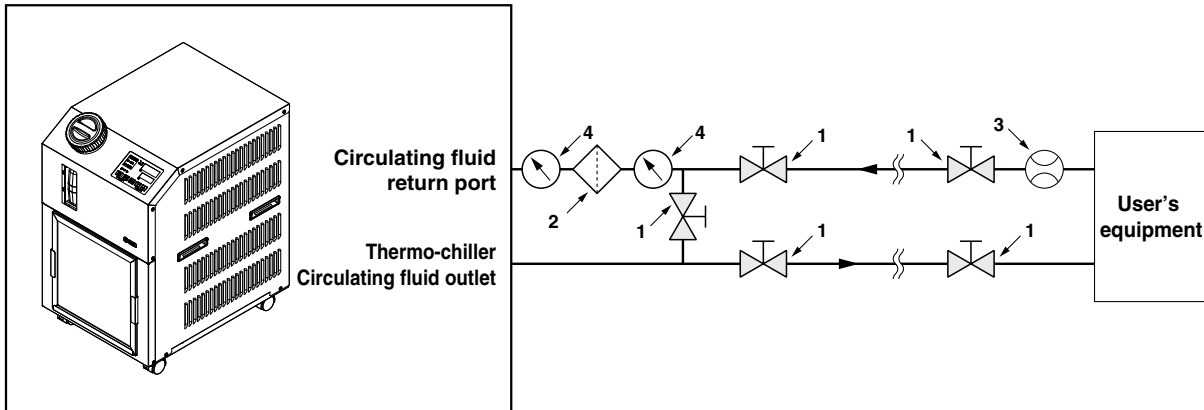 4
4
1
1
3
Circulating fluid
return port
2
1
User's
equipment
Thermo-chiller
Circulating fluid outlet
1
1